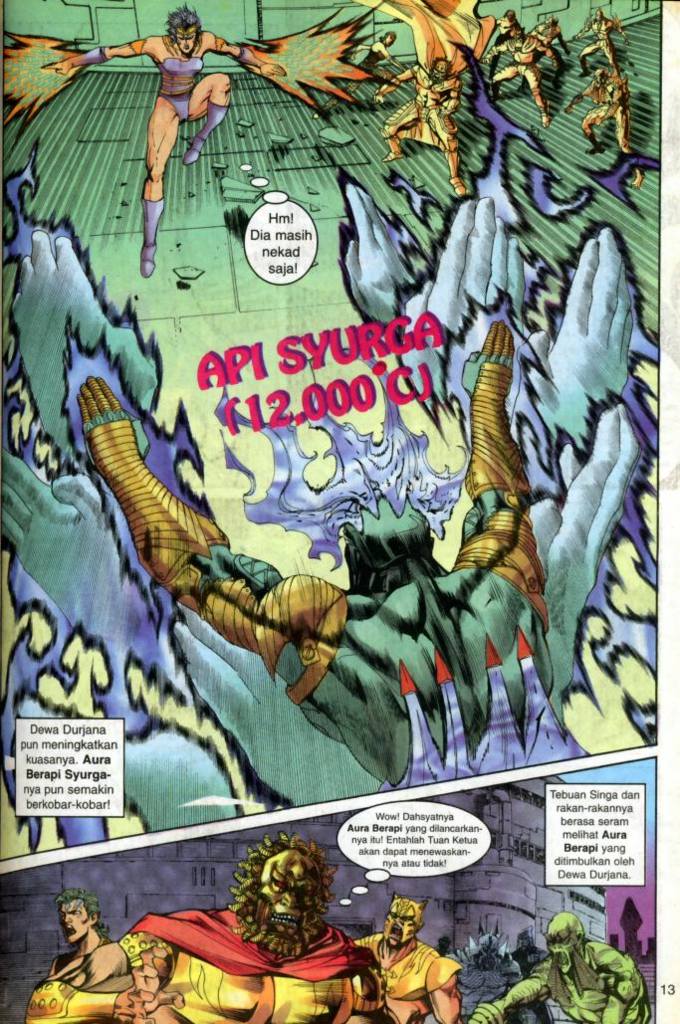 Hm!
Dia masih
nekad
saja!
API SYURGA
(12.000°C)
Dewa Durjana
pun meningkatkan
kuasanya. Aura
Berapi Syurga-
nya pun semakin
berkobar-kobar!
Wow! Dahsyatnya
Aura Berapi yang dilancarkan-
nya itu! Entahlah Tuan Ketua
akan dapat menewaskan-
nya atau tidak!
Tebuan Singa dan
rakan-rakannya
berasa seram
melihat Aura
Berapi yang
ditimbulkan oleh
Dewa Durjana.
13